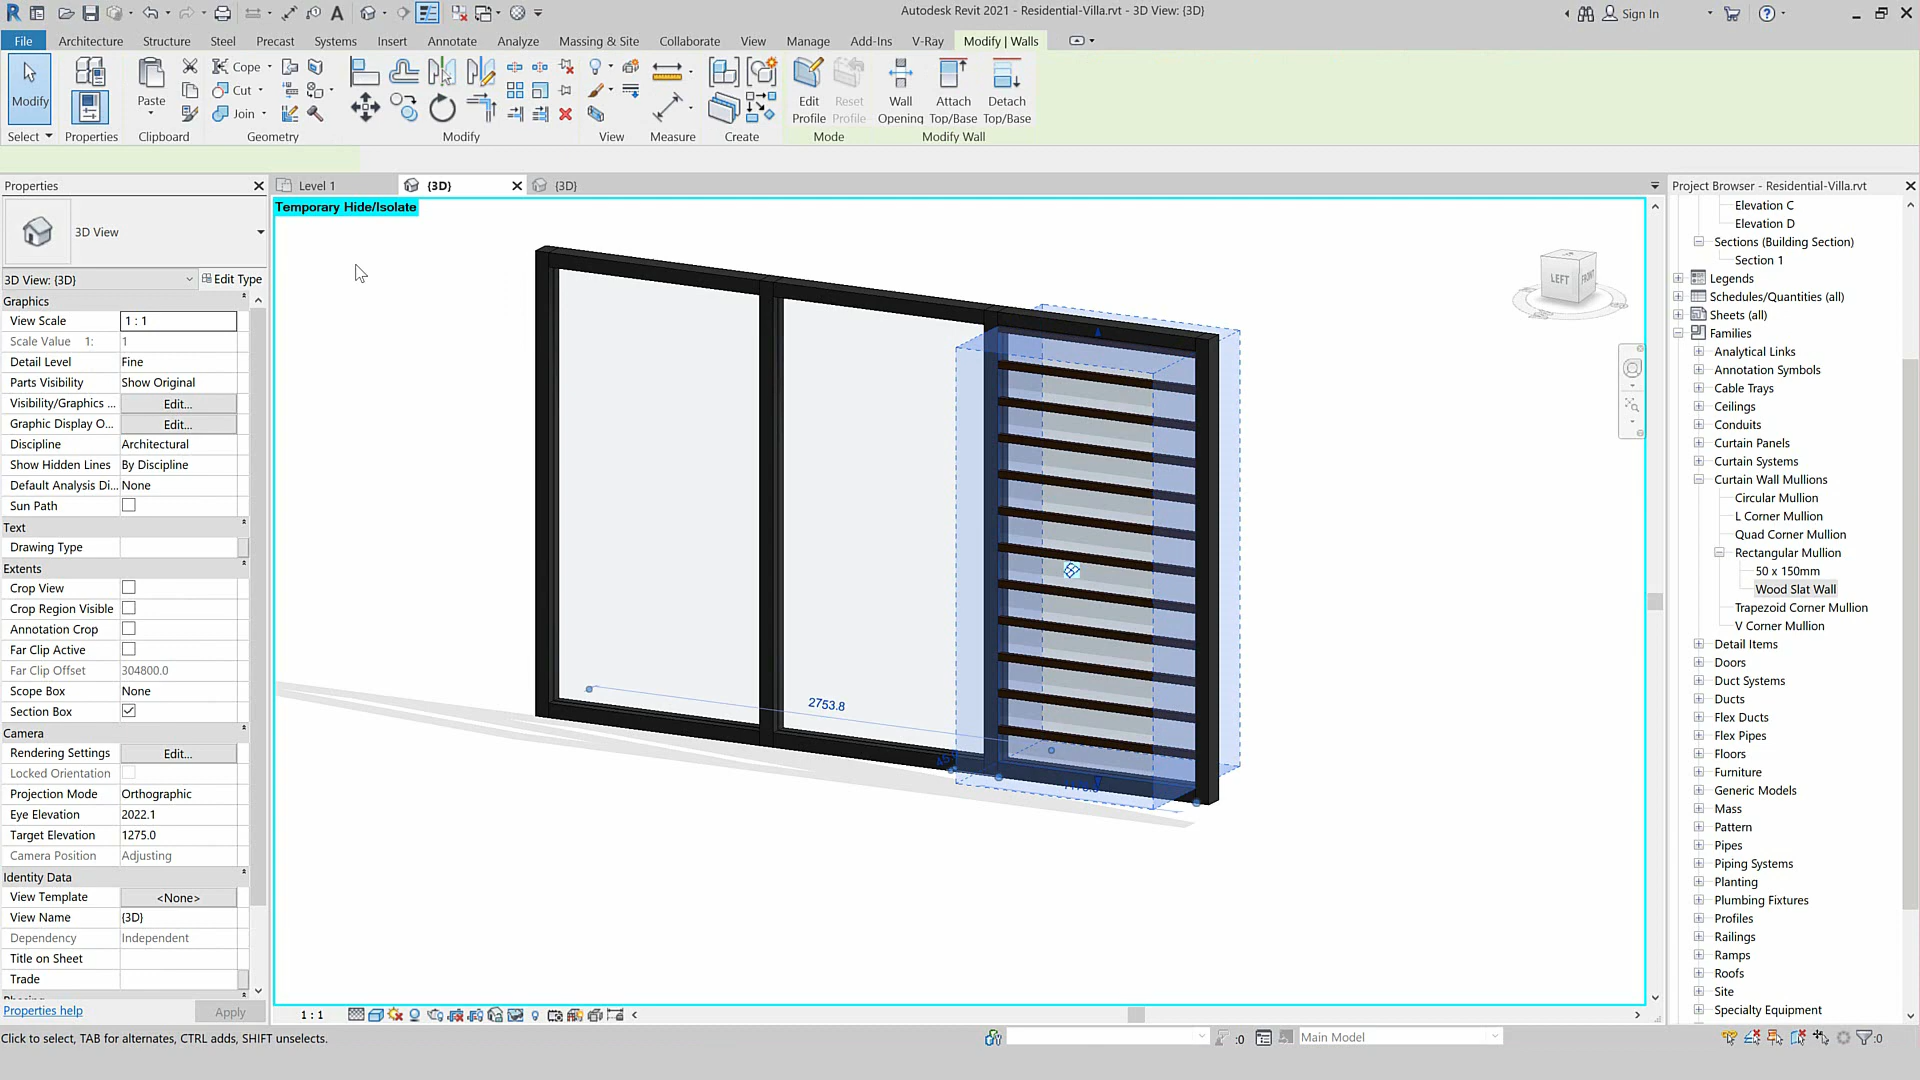 Autodesk Revit 2021 - Residential-Villa.rvt - 3D View: {3D}
Sign In
File
Architecture
Structure
Steel
Precast
Systems
Insert
Annotate
Analyze
Massing & Site
Collaborate
View
Manage
Add-Ins
V-Ray
Modify | Walls
Modify
Select
Properties
Paste
Clipboard
Cope
Cut
Join
Geometry
Modify
View
Measure
Create
Edit
Profile
Reset
Profile
Mode
Wall
Opening
Attach
Top/Base
Detach
Top/Base
Modify Wall
Properties
3D View
3D View: {3D}
Edit Type
Graphics
View Scale
1 : 1
Scale Value    1:
1
Detail Level
Fine
Parts Visibility
Show Original
Visibility/Graphics ...
Edit...
Graphic Display O...
Edit...
Discipline
Architectural
Show Hidden Lines
By Discipline
Default Analysis Di...
None
Sun Path
Text
Drawing Type
Extents
Crop View
Crop Region Visible
Annotation Crop
Far Clip Active
Far Clip Offset
304800.0
Scope Box
None
Section Box
Camera
Rendering Settings
Edit...
Locked Orientation
Projection Mode
Orthographic
Eye Elevation
2022.1
Target Elevation
1275.0
Camera Position
Adjusting
Identity Data
View Template
<None>
View Name
{3D}
Dependency
Independent
Title on Sheet
Trade
Properties help
Apply
Level 1
{3D}
{3D}
Temporary Hide/Isolate
LEFT
FRONT
2753.8
1 : 1
Project Browser - Residential-Villa.rvt
Elevation C
Elevation D
Sections (Building Section)
Section 1
Legends
Schedules/Quantities (all)
Sheets (all)
Families
Analytical Links
Annotation Symbols
Cable Trays
Ceilings
Conduits
Curtain Panels
Curtain Systems
Curtain Wall Mullions
Circular Mullion
L Corner Mullion
Quad Corner Mullion
Rectangular Mullion
50 x 150mm
Wood Slat Wall
Trapezoid Corner Mullion
V Corner Mullion
Detail Items
Doors
Duct Systems
Ducts
Flex Ducts
Flex Pipes
Floors
Furniture
Generic Models
Mass
Pattern
Pipes
Piping Systems
Planting
Plumbing Fixtures
Profiles
Railings
Ramps
Roofs
Site
Specialty Equipment
Click to select, TAB for alternates, CTRL adds, SHIFT unselects.
:0
Main Model
:0